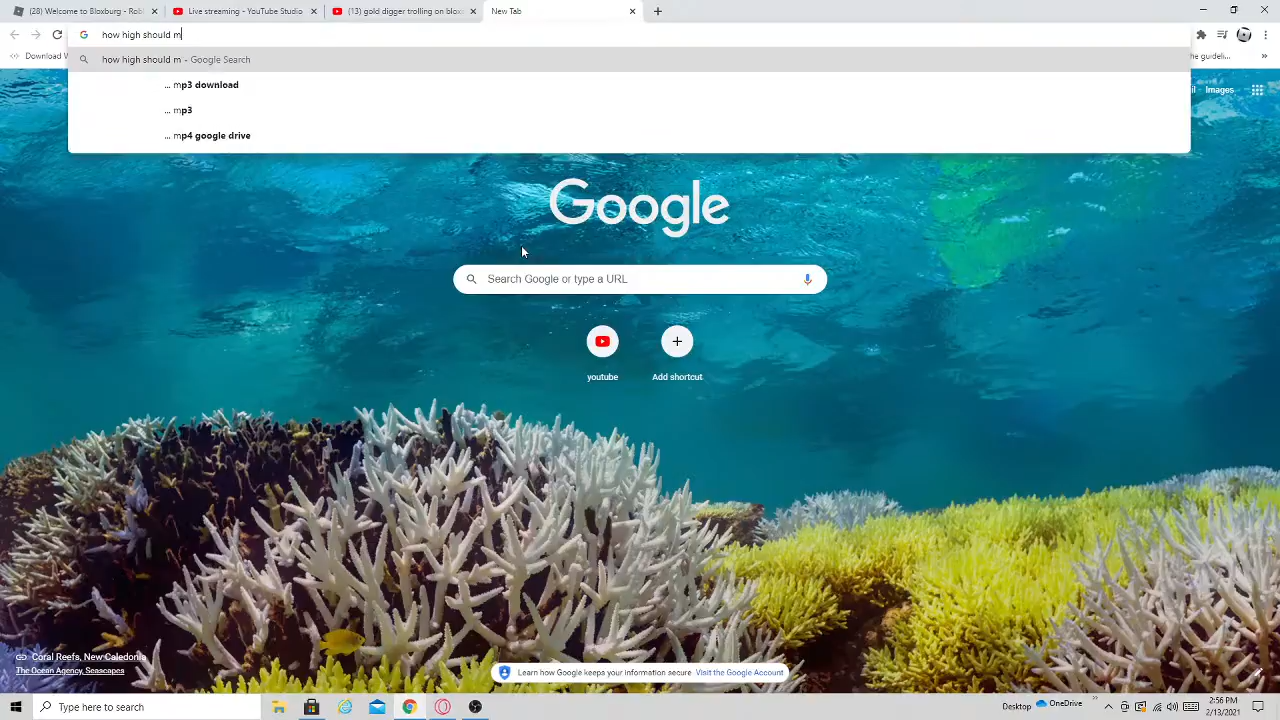 (28) Welcome to Bloxburg - Robl
Live streaming - YouTube Studio
(13) gold digger trolling on blox
New Tab
how high should m
Download
how high should m - Google Search
he guideli...
... mp3 download
... mp3
... mp4 google drive
Images
Google
Search Google or type a URL
youtube
Add shortcut
Coral Reefs, New Caledonia
The Ocean Agency, Seascapes
Learn how Google keeps your information secure Visit the Google Account
Type here to search
Desktop
OneDrive
2:56 PM
2/13/2021